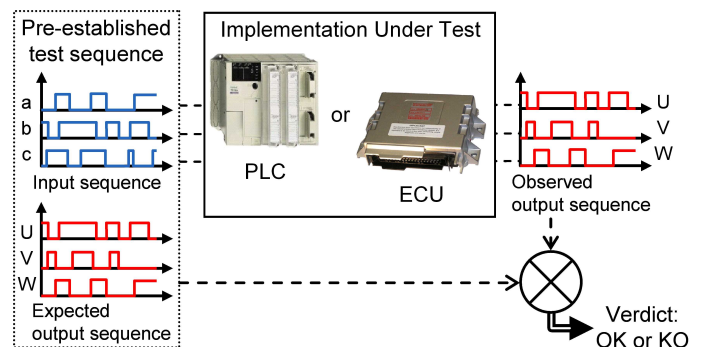 Pre-established
test sequence
Implementation Under Test
a
b
c
Input sequence
PLC
or
ECU
U
V
W
Observed
output sequence
U
V
W
Expected
output sequence
Verdict:
OK or KO